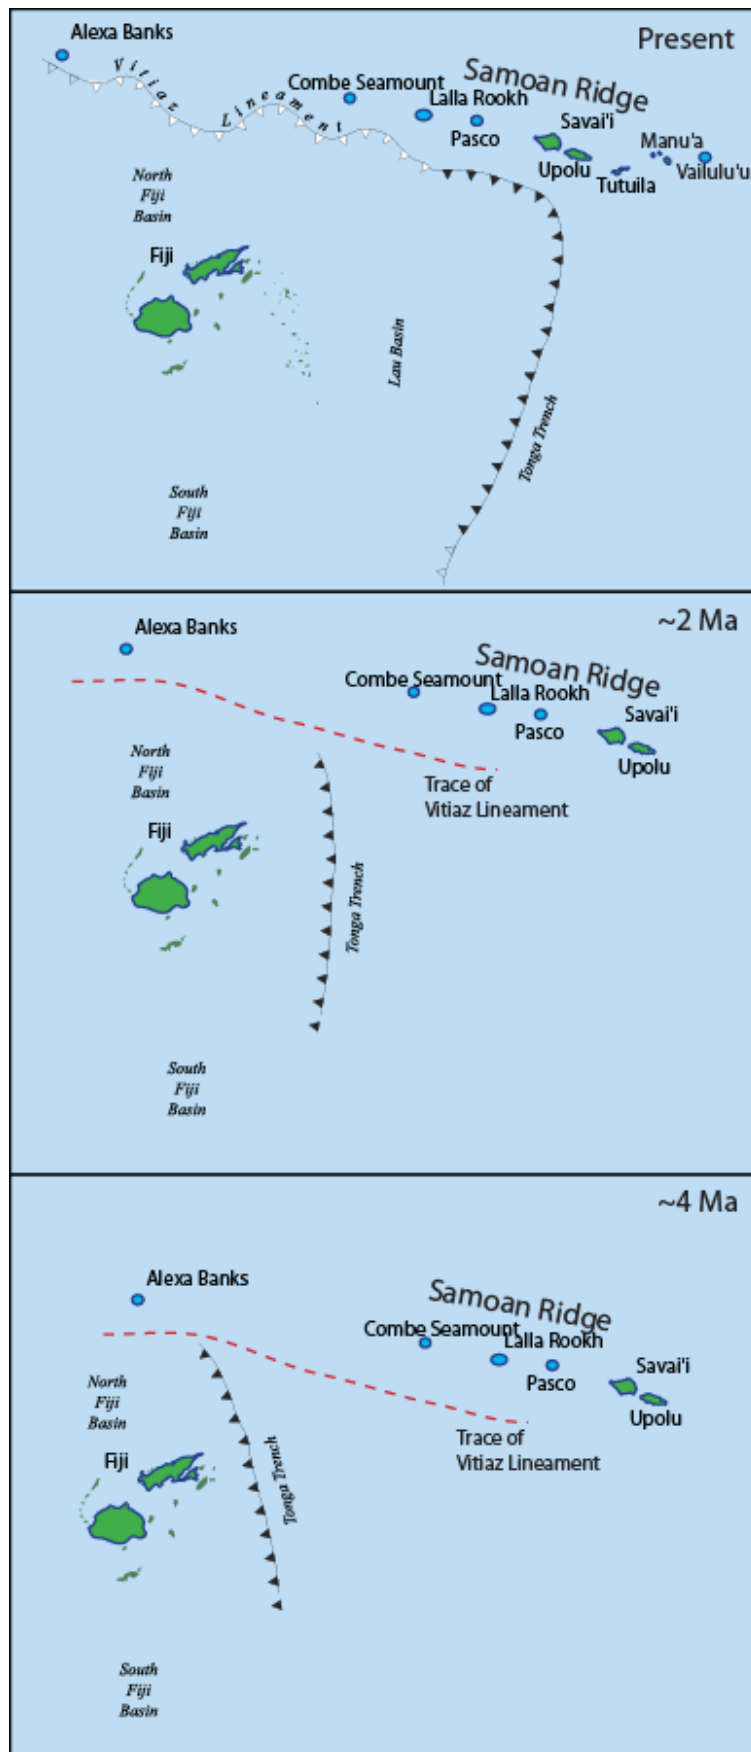 Present
Alexa Banks
Vitiaz Lineament
Combe Seamount
Samoan Ridge
Lalla Rookh
Pasco
Savai'i
Upolu
Manu'a
Tutuila
Vailulu'u
North
Fiji
Basin
Fiji
Lau Basin
Tonga Trench
South
Fiji
Basin
~2 Ma
Alexa Banks
Samoan Ridge
Combe Seamount
Lalla Rookh
Pasco
Savai'i
Upolu
North
Fiji
Basin
Trace of
Vitiaz Lineament
Fiji
Tonga Trench
South
Fiji
Basin
~4 Ma
Alexa Banks
Samoan Ridge
Combe Seamount
Lalla Rookh
Pasco
Savai'i
Upolu
North
Fiji
Basin
Trace of
Vitiaz Lineament
Fiji
Tonga Trench
South
Fiji
Basin